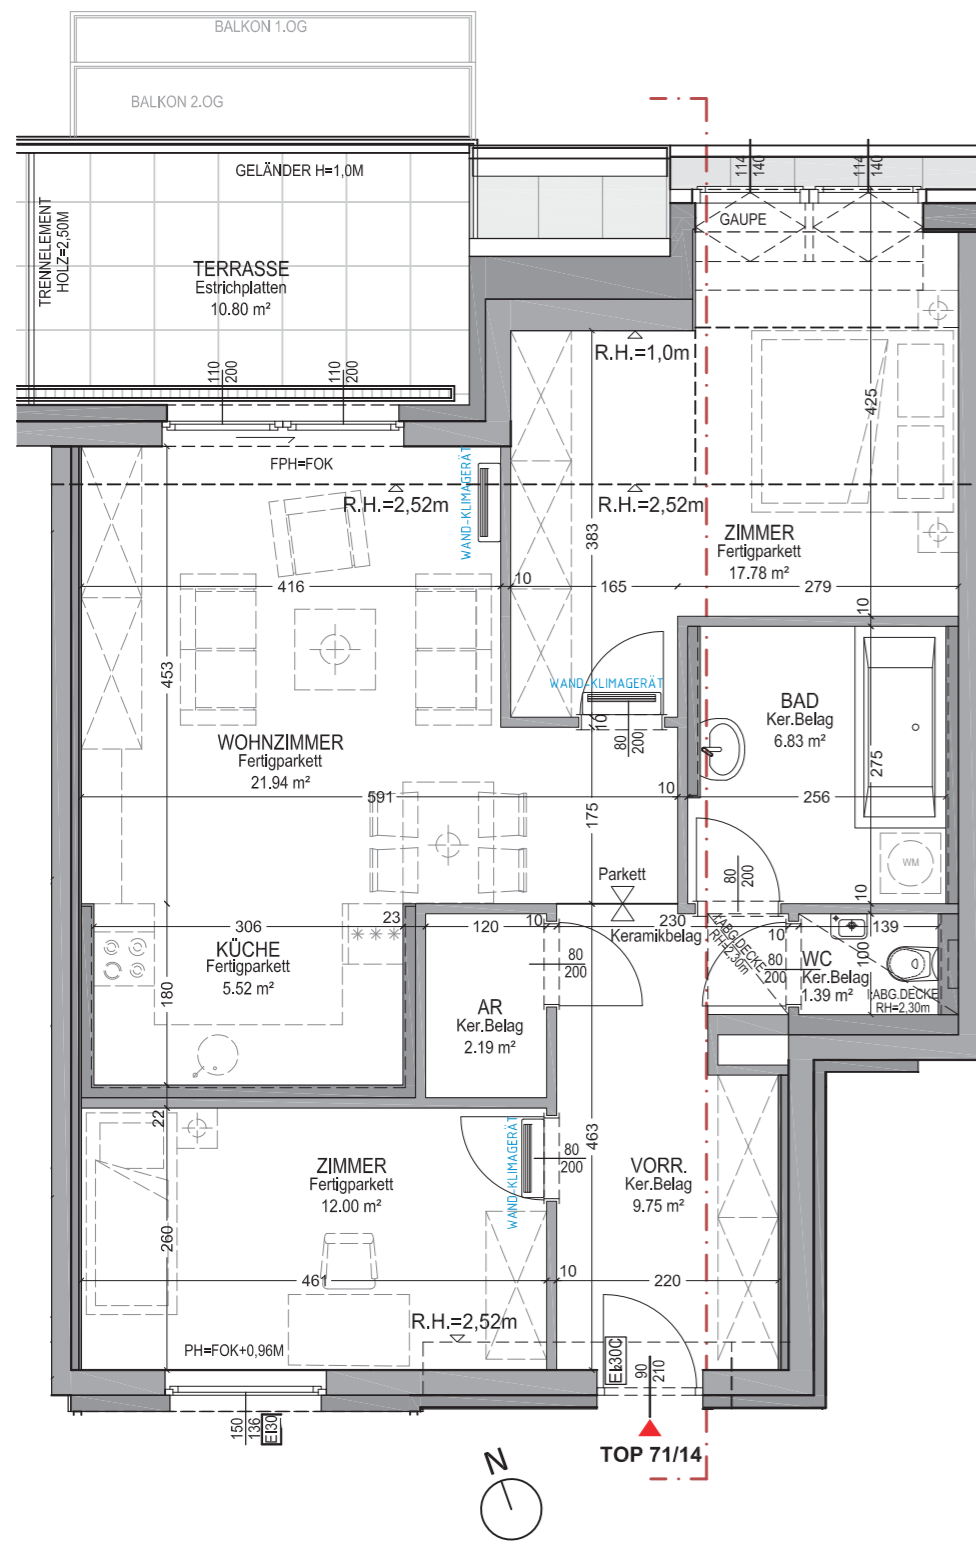 BALKON 1.OG
BALKON 2.OG
GELÄNDER H=1,0M
TRENNELEMENT
HOLZ=2,50M
TERRASSE
Estrichplatten
10.80 m²
110
200
110
200
114
140
114
140
GAUPE
R.H.=1,0m
425
FPH=FOK
WAND-KLIMAGERÄT
R.H.=2,52m
R.H.=2,52m
383
ZIMMER
Fertigparkett
17.78 m²
416
10
165
279
10
453
WAND-KLIMAGERÄT
10
80
200
BAD
Ker.Belag
6.83 m²
275
WOHNZIMMER
Fertigparkett
21.94 m²
591
10
256
175
WM
80
200
10
Parkett
306
23
120
10
230
Keramikbelag
10
139
ABG.DECKE
RH=2,30m
KÜCHE
Fertigparkett
5.52 m²
180
80
200
80
200
WC
Ker.Belag
1.39 m²
100
ABG.DECKE
RH=2,30m
AR
Ker.Belag
2.19 m²
22
463
WAND-KLIMAGERÄT
80
200
ZIMMER
Fertigparkett
12.00 m²
VORR.
Ker.Belag
9.75 m²
260
461
10
220
R.H.=2,52m
PH=FOK+0,96M
EI₂30C
90
210
150
136
EI30
TOP 71/14
N